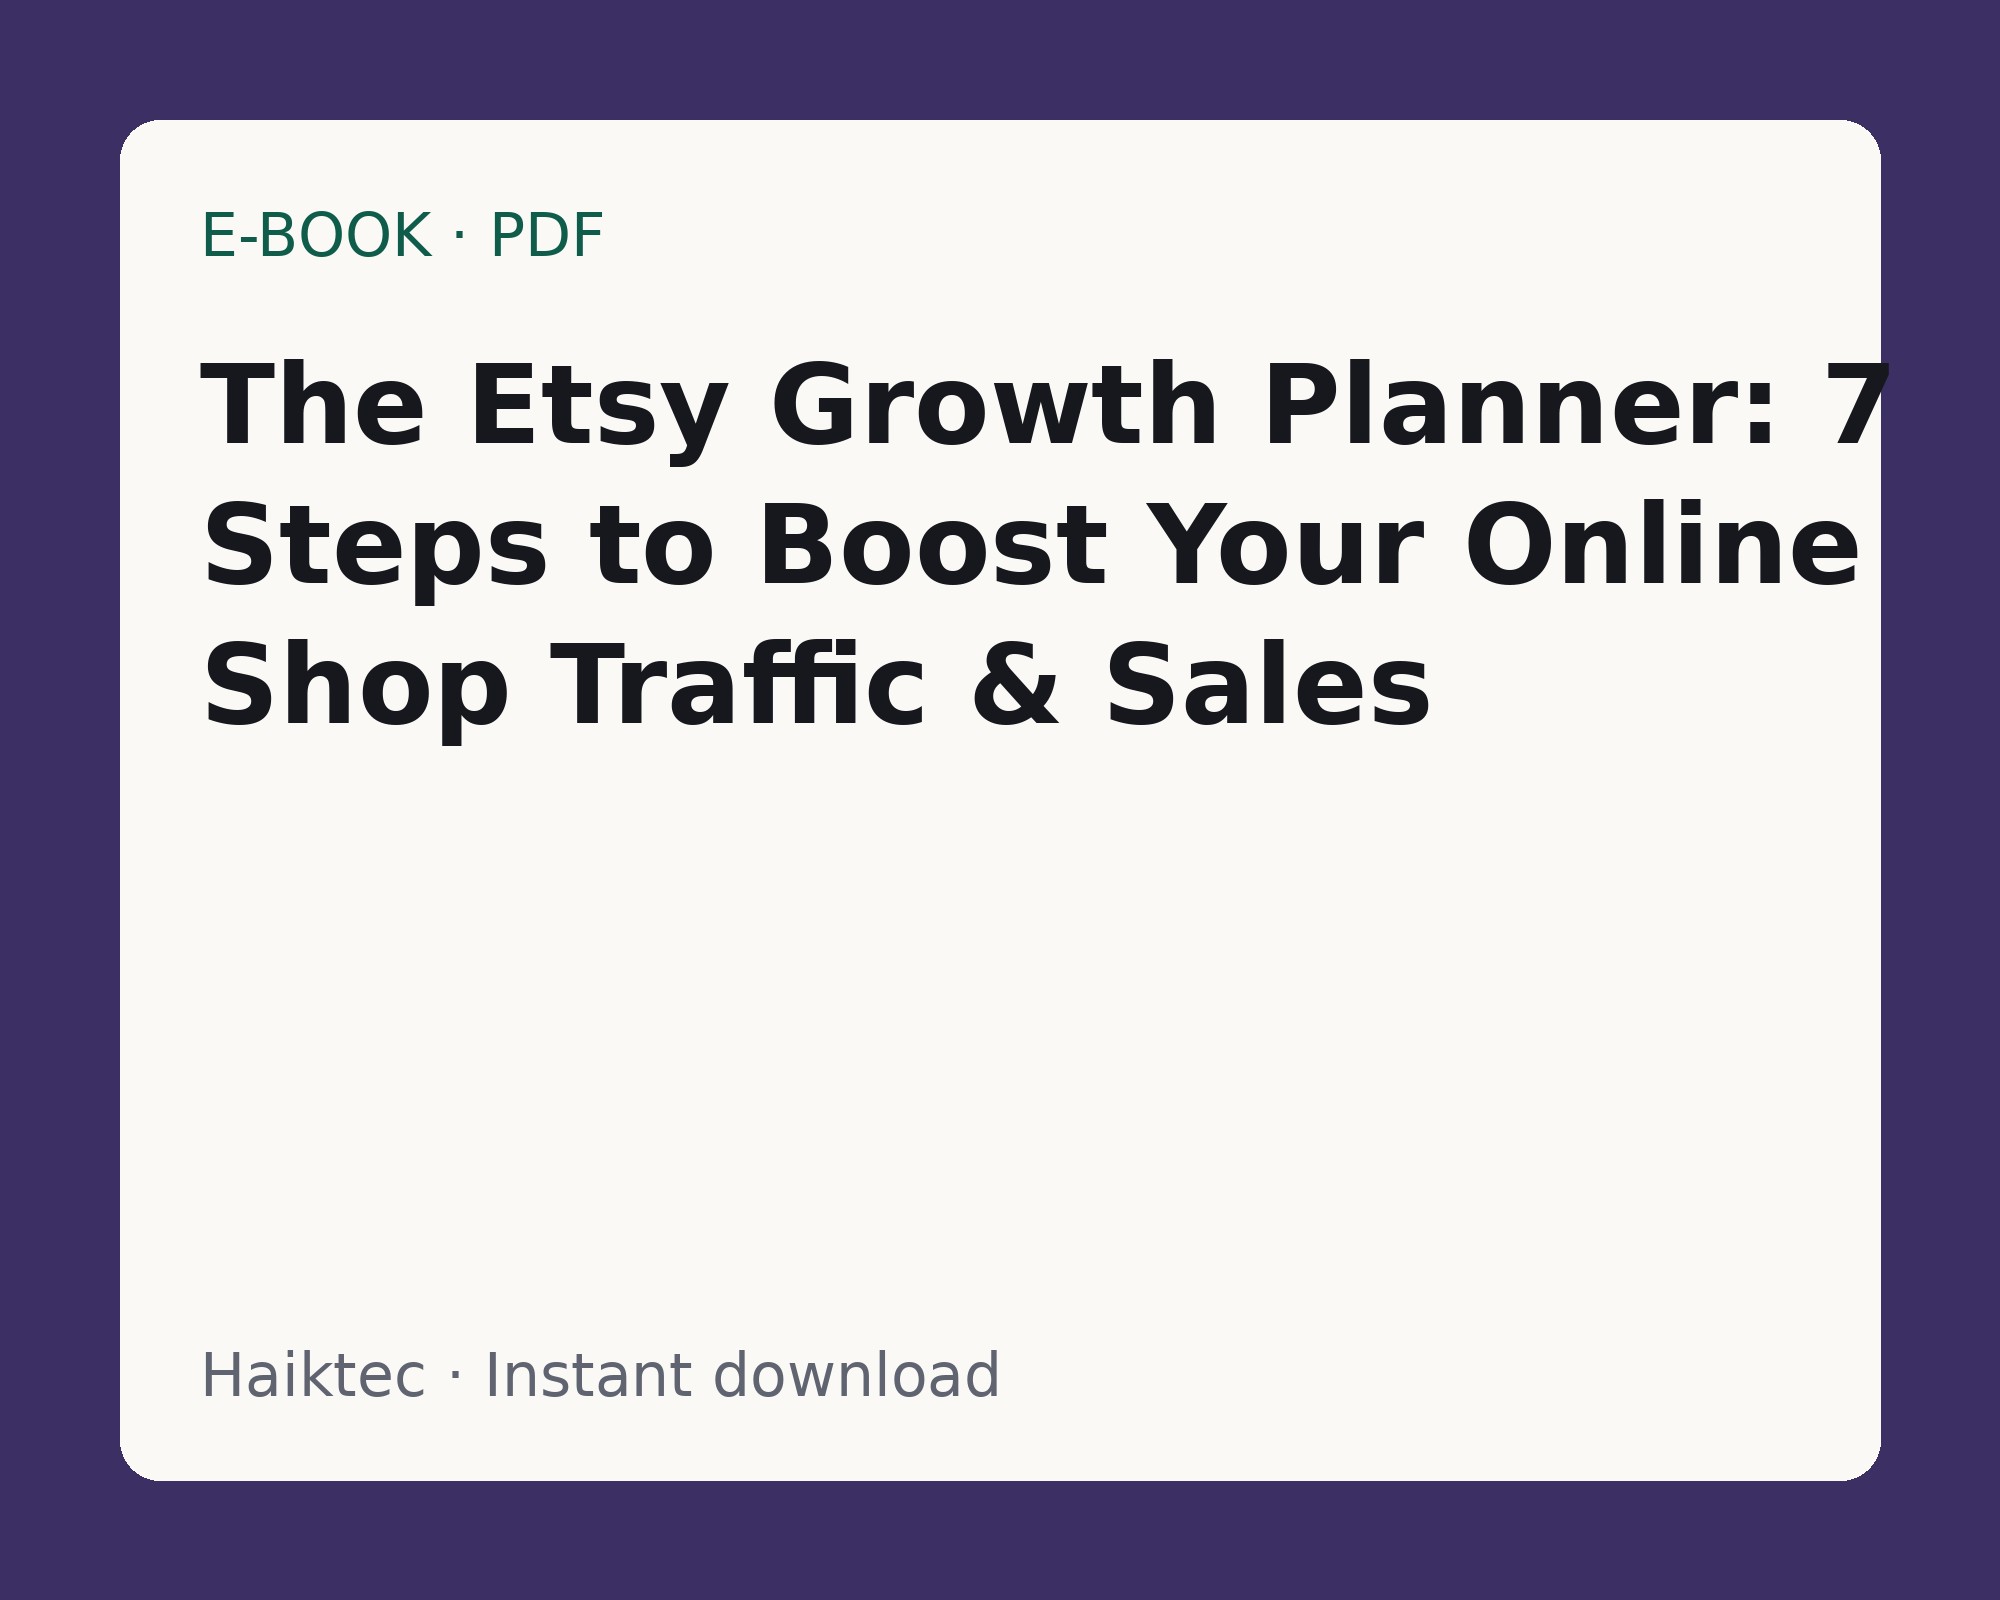 E-BOOK · PDF
The Etsy Growth Planner: 7
Steps to Boost Your Online
Shop Traffic & Sales
Haiktec · Instant download